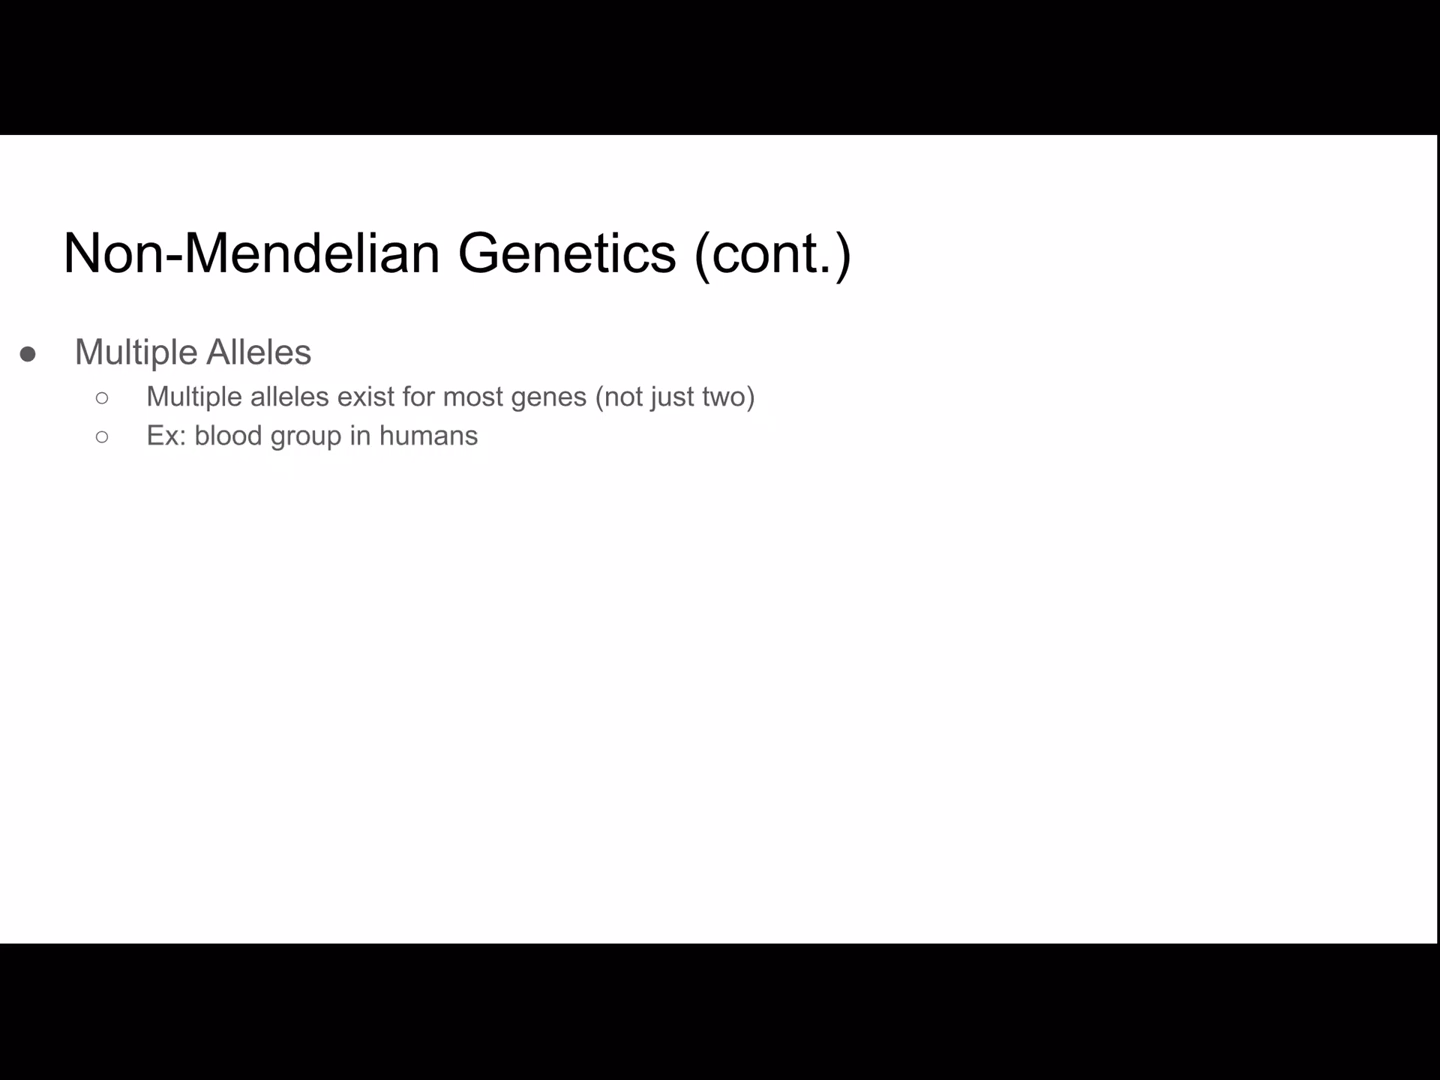 Non-Mendelian Genetics (cont.)
● Multiple Alleles
○ Multiple alleles exist for most genes (not just two)
○ Ex: blood group in humans